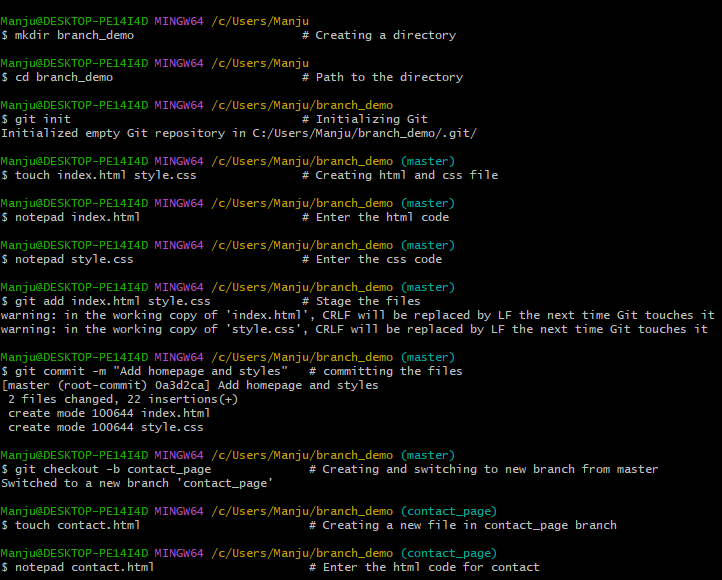 Manju@DESKTOP-PE14I4D MINGW64 /c/Users/Manju
$ mkdir branch_demo # Creating a directory
Manju@DESKTOP-PE14I4D MINGW64 /c/Users/Manju
$ cd branch_demo # Path to the directory
Manju@DESKTOP-PE14I4D MINGW64 /c/Users/Manju/branch_demo
$ git init # Initializing Git
Initialized empty Git repository in C:/Users/Manju/branch_demo/.git/
Manju@DESKTOP-PE14I4D MINGW64 /c/Users/Manju/branch_demo (master)
$ touch index.html style.css # Creating html and css file
Manju@DESKTOP-PE14I4D MINGW64 /c/Users/Manju/branch_demo (master)
$ notepad index.html # Enter the html code
Manju@DESKTOP-PE14I4D MINGW64 /c/Users/Manju/branch_demo (master)
$ notepad style.css # Enter the css code
Manju@DESKTOP-PE14I4D MINGW64 /c/Users/Manju/branch_demo (master)
$ git add index.html style.css # Stage the files
warning: in the working copy of 'index.html', CRLF will be replaced by LF the next time Git touches it
warning: in the working copy of 'style.css', CRLF will be replaced by LF the next time Git touches it
Manju@DESKTOP-PE14I4D MINGW64 /c/Users/Manju/branch_demo (master)
$ git commit -m "Add homepage and styles" # committing the files
[master (root-commit) 0a3d2ca] Add homepage and styles
2 files changed, 22 insertions(+)
create mode 100644 index.html
create mode 100644 style.css
Manju@DESKTOP-PE14I4D MINGW64 /c/Users/Manju/branch_demo (master)
$ git checkout -b contact_page # Creating and switching to new branch from master
Switched to a new branch 'contact_page'
Manju@DESKTOP-PE14I4D MINGW64 /c/Users/Manju/branch_demo (contact_page)
$ touch contact.html # Creating a new file in contact_page branch
Manju@DESKTOP-PE14I4D MINGW64 /c/Users/Manju/branch_demo (contact_page)
$ notepad contact.html # Enter the html code for contact